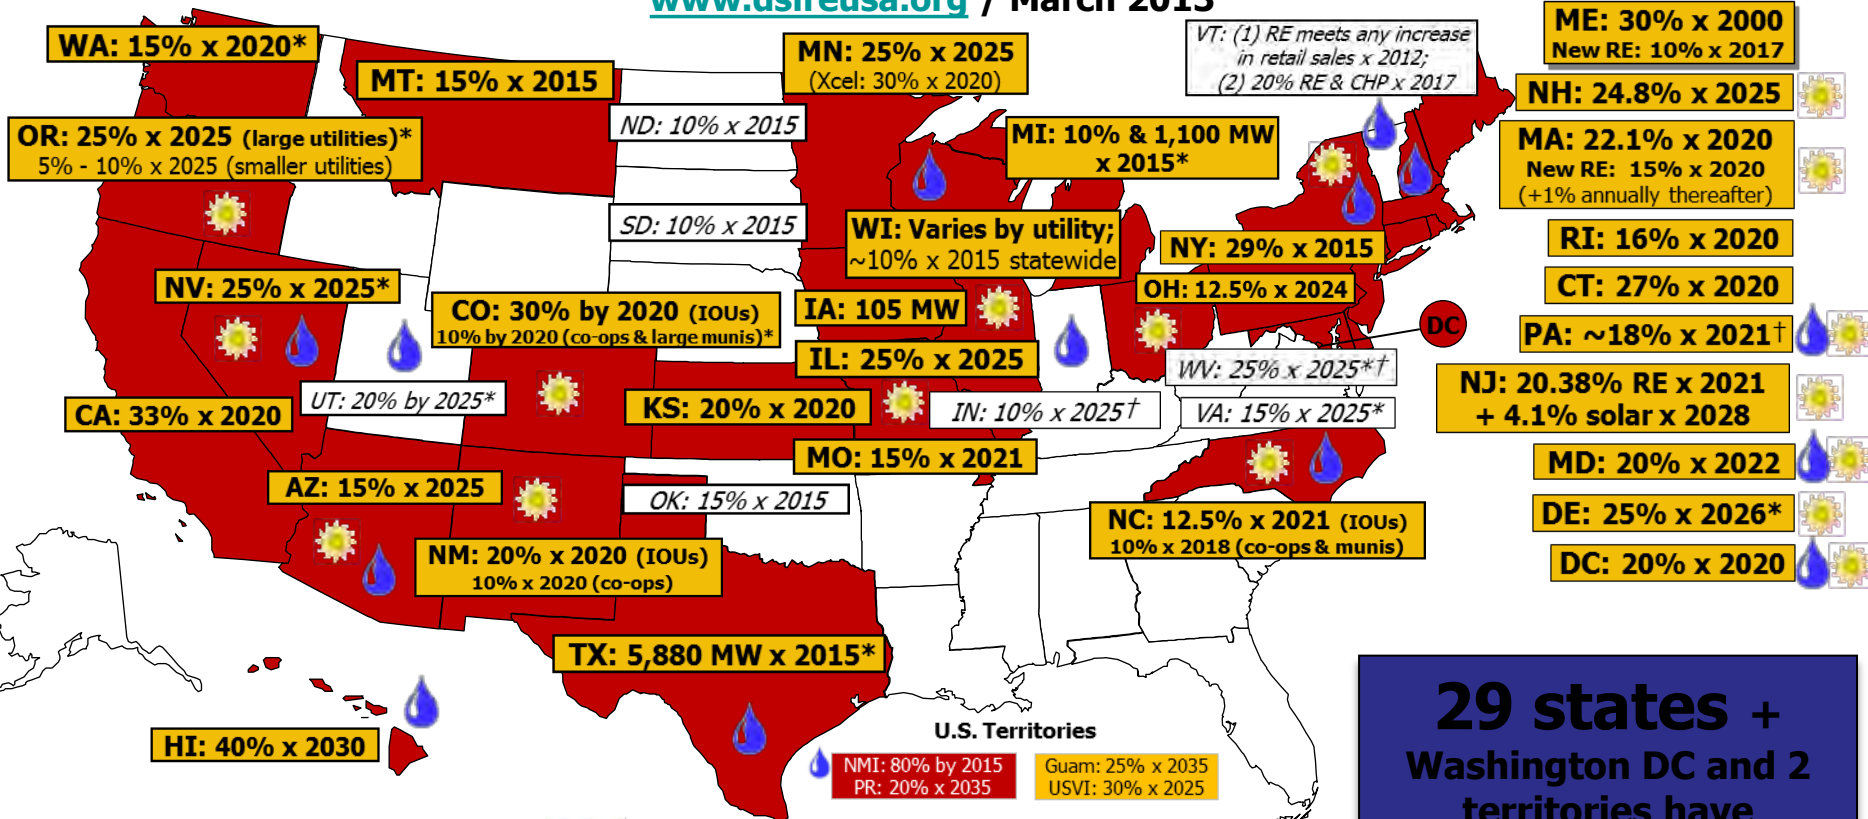 www.dsireusa.org / March 2013
WA: 15% x 2020*
MT: 15% x 2015
MN: 25% x 2025
(Xcel: 30% x 2020)
VT: (1) RE meets any increase
in retail sales x 2012;
(2) 20% RE & CHP x 2017
ME: 30% x 2000
New RE: 10% x 2017
NH: 24.8% x 2025
OR: 25% x 2025 (large utilities)*
5% - 10% x 2025 (smaller utilities)
ND: 10% x 2015
MI: 10% & 1,100 MW
x 2015*
MA: 22.1% x 2020
New RE: 15% x 2020
(+1% annually thereafter)
SD: 10% x 2015
WI: Varies by utility;
~10% x 2015 statewide
NY: 29% x 2015
RI: 16% x 2020
NV: 25% x 2025*
CO: 30% by 2020 (IOUs)
10% by 2020 (co-ops & large munis)*
IA: 105 MW
OH: 12.5% x 2024
CT: 27% x 2020
DC
PA: ~18% x 2021†
IL: 25% x 2025
WV: 25% x 2025*†
UT: 20% by 2025*
CA: 33% x 2020
KS: 20% x 2020
IN: 10% x 2025†
VA: 15% x 2025*
NJ: 20.38% RE x 2021
+ 4.1% solar x 2028
MO: 15% x 2021
MD: 20% x 2022
AZ: 15% x 2025
OK: 15% x 2015
NC: 12.5% x 2021 (IOUs)
10% x 2018 (co-ops & munis)
DE: 25% x 2026*
NM: 20% x 2020 (IOUs)
10% x 2020 (co-ops)
DC: 20% x 2020
TX: 5,880 MW x 2015*
HI: 40% x 2030
U.S. Territories
NMI: 80% by 2015
PR: 20% x 2035
Guam: 25% x 2035
USVI: 30% x 2025
29 states +
Washington DC and 2
territories have